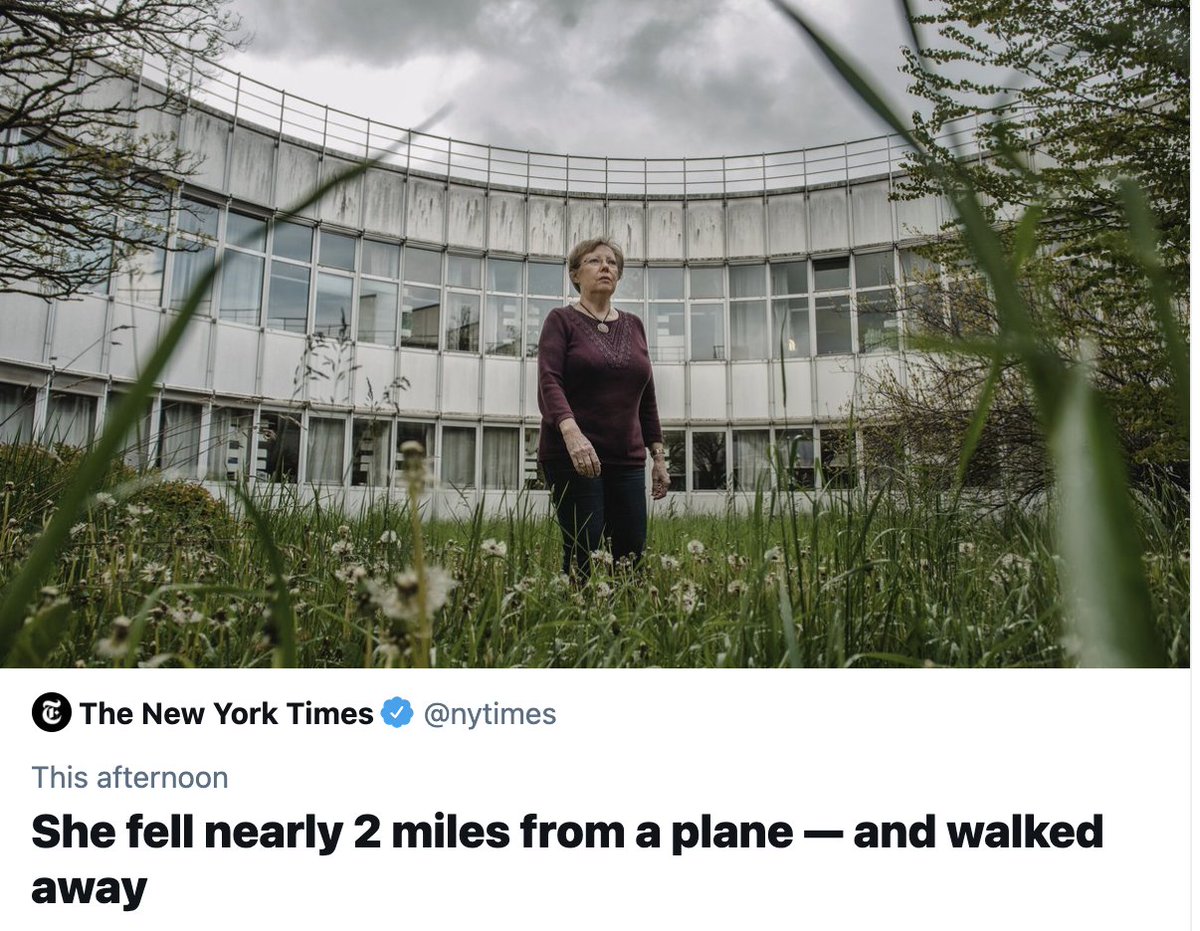 The New York Times @nytimes
This afternoon
She fell nearly 2 miles from a plane — and walked
away